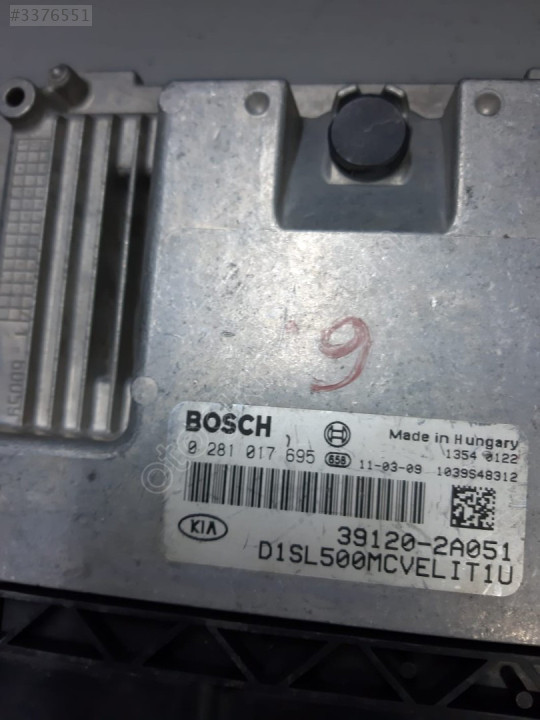 #3376551
9
BOSCH
Made in Hungary
1354 0122
0 281 017 695 656 11-03-09 1039S48312
KIA
39120-2A051
D1SL500MCVELIT1U